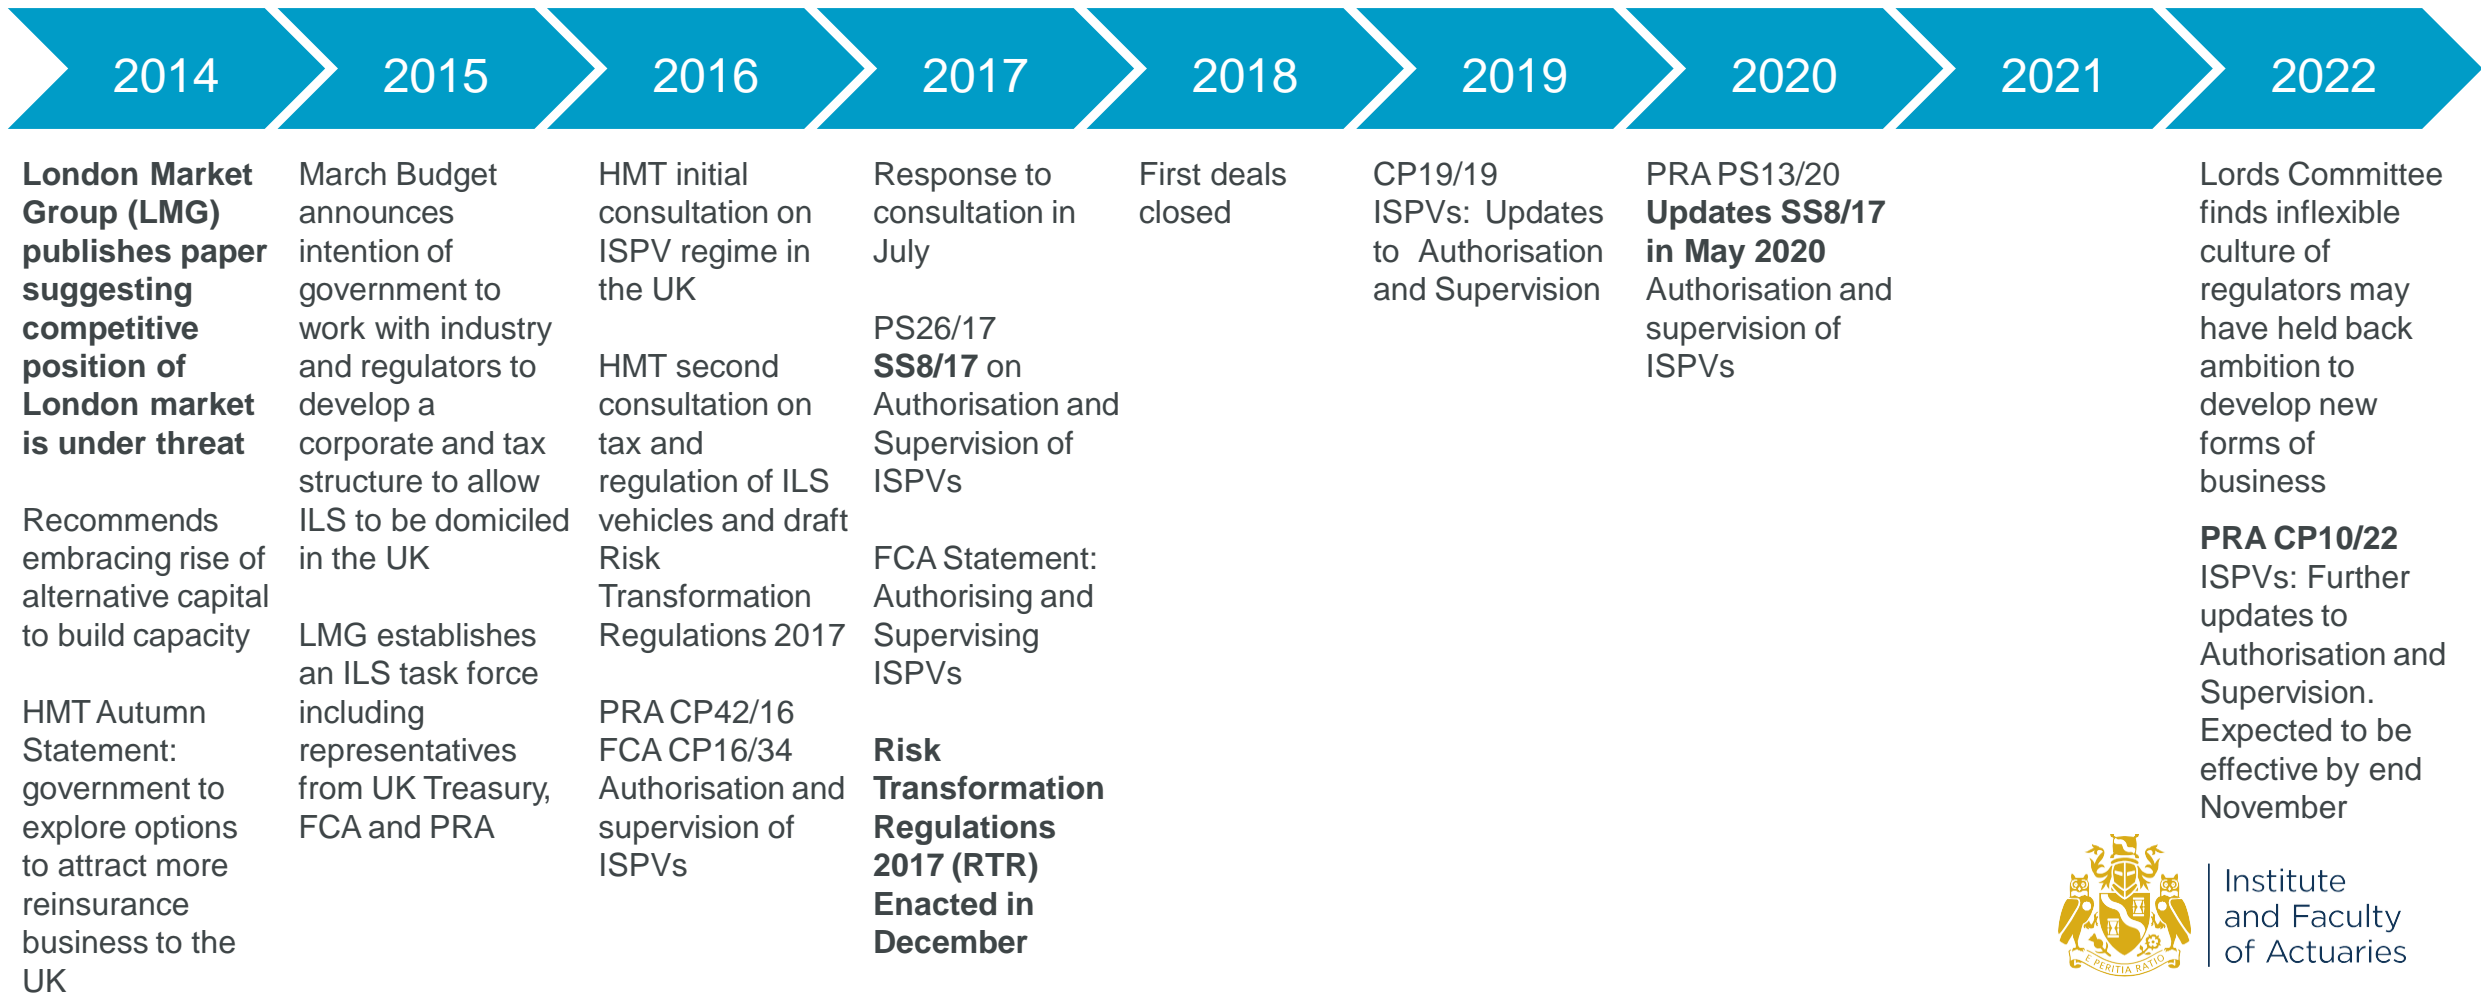 2014
2015
2016
2017
2018
2019
2020
2021
2022
London Market
Group (LMG)
publishes paper
suggesting
competitive
position of
London market
is under threat
Recommends
embracing rise of
alternative capital
to build capacity
HMT Autumn
Statement:
government to
explore options
to attract more
reinsurance
business to the
UK
March Budget
announces
intention of
government to
work with industry
and regulators to
develop a
corporate and tax
structure to allow
ILS to be domiciled
in the UK
LMG establishes
an ILS task force
including
representatives
from UK Treasury,
FCA and PRA
HMT initial
consultation on
ISPV regime in
the UK
HMT second
consultation on
tax and
regulation of ILS
vehicles and draft
Risk
Transformation
Regulations 2017
PRA CP42/16
FCA CP16/34
Authorisation and
supervision of
ISPVs
Response to
consultation in
July
PS26/17
SS8/17 on
Authorisation and
Supervision of
ISPVs
FCA Statement:
Authorising and
Supervising
ISPVs
Risk
Transformation
Regulations
2017 (RTR)
Enacted in
December
First deals
closed
CP19/19
ISPVs: Updates
to Authorisation
and Supervision
PRA PS13/20
Updates SS8/17
in May 2020
Authorisation and
supervision of
ISPVs
Lords Committee
finds inflexible
culture of
regulators may
have held back
ambition to
develop new
forms of
business
PRA CP10/22
ISPVs: Further
updates to
Authorisation and
Supervision.
Expected to be
effective by end
November
E PERITIA RATIO
Institute
and Faculty
of Actuaries